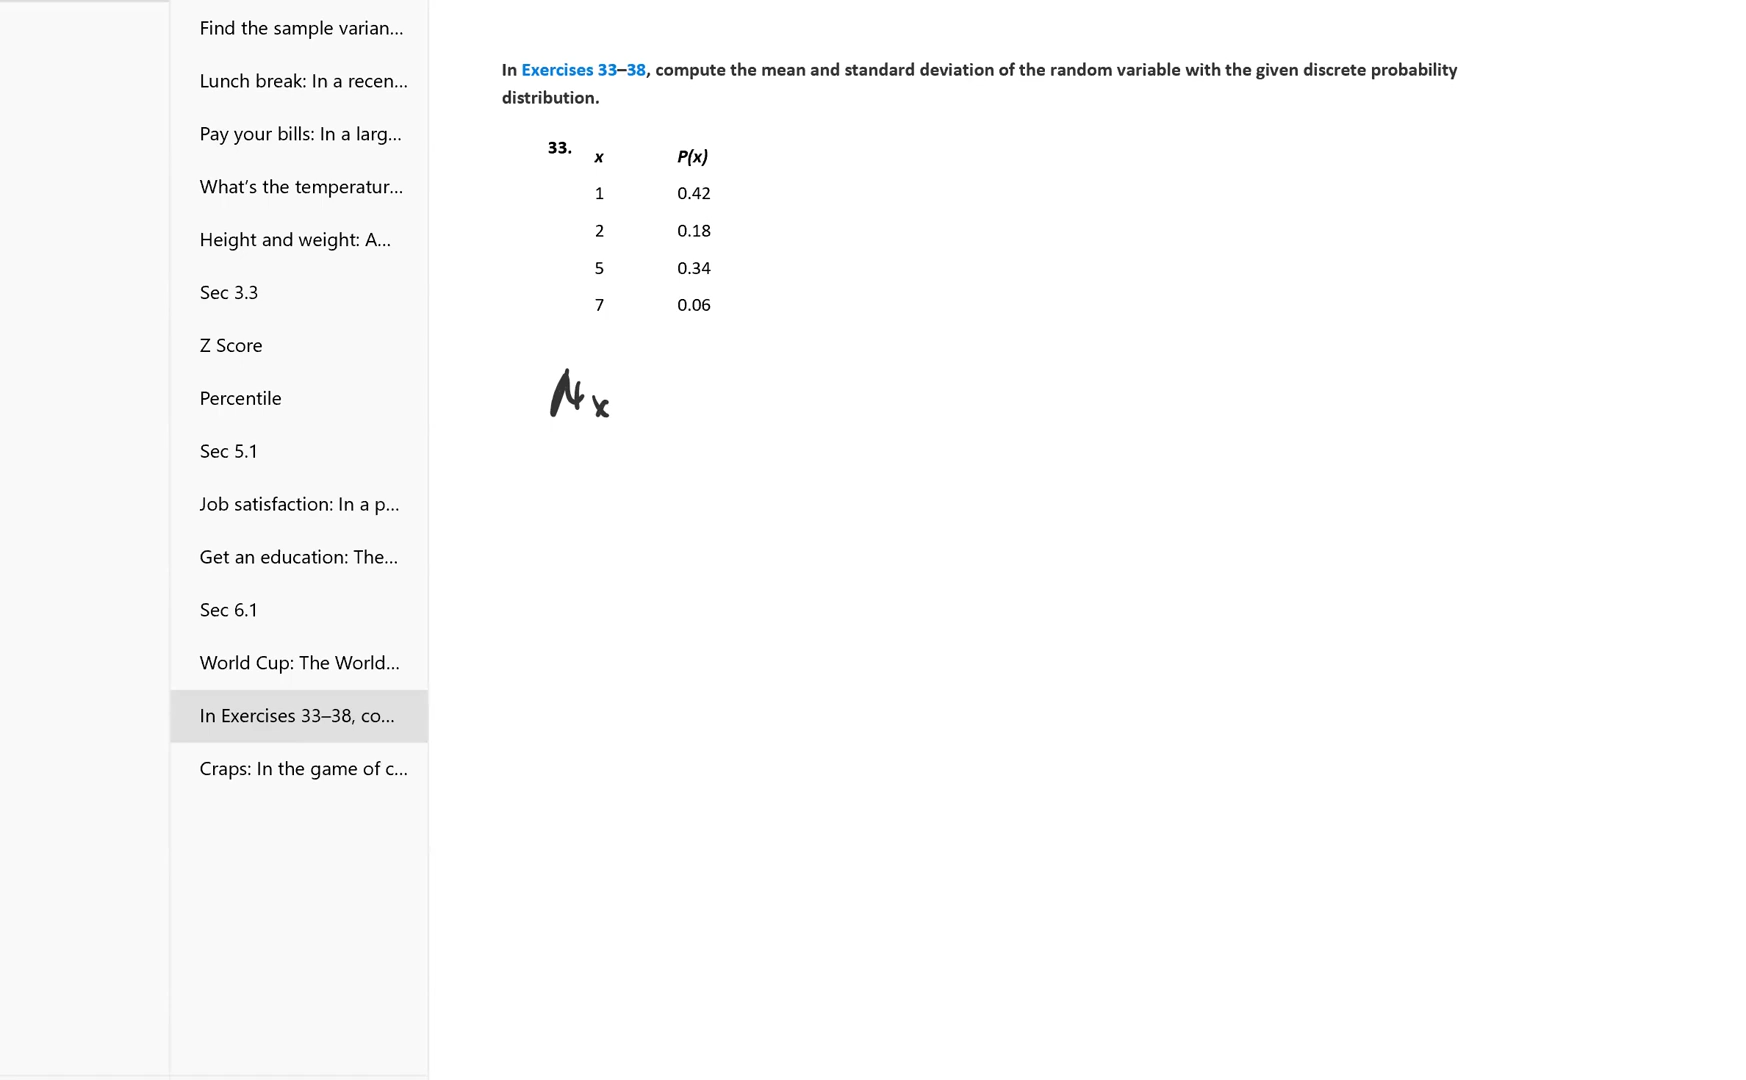 Find the sample varian...
Lunch break: In a recen...
Pay your bills: In a larg...
What's the temperatur...
Height and weight: A...
Sec 3.3
Z Score
Percentile
Sec 5.1
Job satisfaction: In a p...
Get an education: The...
Sec 6.1
World Cup: The World...
In Exercises 33–38, co...
Craps: In the game of c...
In Exercises 33–38, compute the mean and standard deviation of the random variable with the given discrete probability
distribution.
33. x P(x)
1 0.42
2 0.18
5 0.34
7 0.06
μx